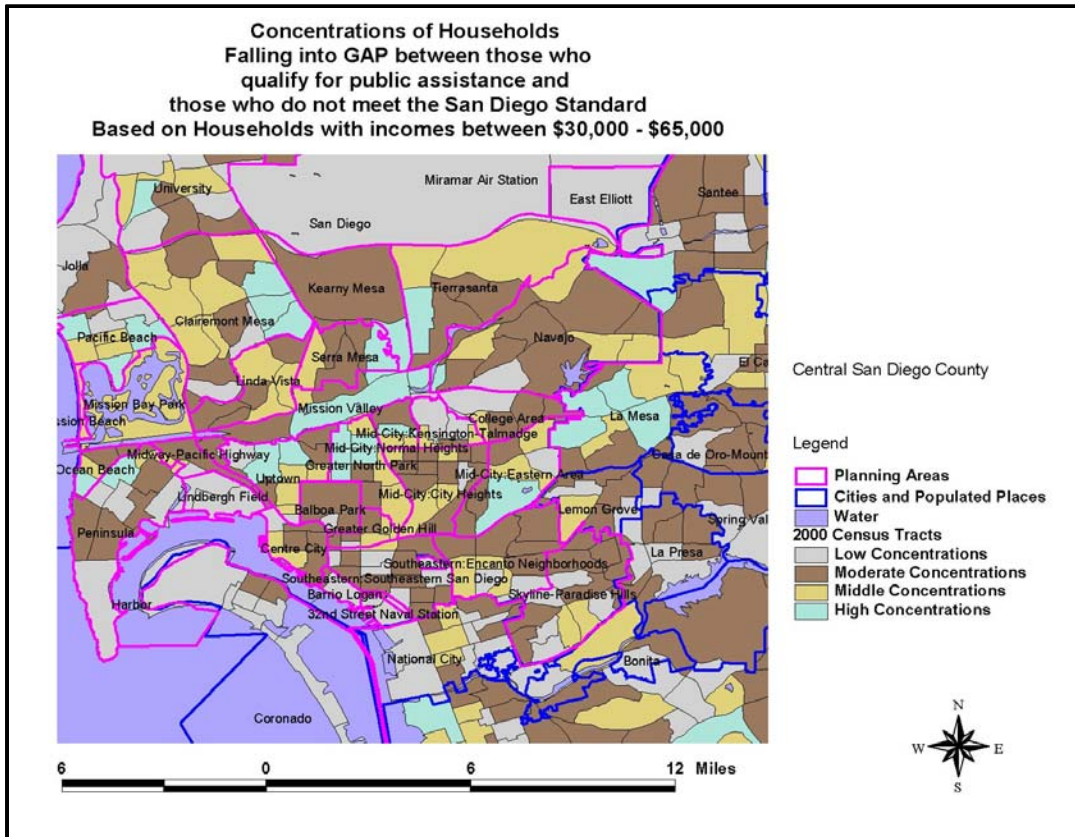 Concentrations of Households
Falling into GAP between those who
qualify for public assistance and
those who do not meet the San Diego Standard
Based on Households with incomes between $30,000 - $65,000
University
Miramar Air Station
East Elliott
Santee
San Diego
Jolla
Kearny Mesa
Tierrasanta
Clairemont Mesa
Pacific Beach
Navajo
Serra Mesa
El Ca
Linda Vista
Mission Bay Park
Mission Valley
La Mesa
ssion Beach
College Area
Mid-City:Kensington-Talmadge
Mid-City:Normal Heights
Midway-Pacific Highway
Casa de Oro-Mount
Ocean Beach
Greater North Park
Mid-City:Eastern Area
Uptown
Lindbergh Field
Mid-City:City Heights
Balboa Park
Lemon Grove
Spring Val
Peninsula
Greater Golden Hill
Centre City
La Presa
Southeastern:Encanto Neighborhoods
Southeastern:Southeastern San Diego
Barrio Logan
Skyline-Paradise Hills
Harbor
32nd Street Naval Station
National City
Bonita
Coronado
Central San Diego County
Legend
Planning Areas
Cities and Populated Places
Water
2000 Census Tracts
Low Concentrations
Moderate Concentrations
Middle Concentrations
High Concentrations
6 0 6 12 Miles
N
W E
S